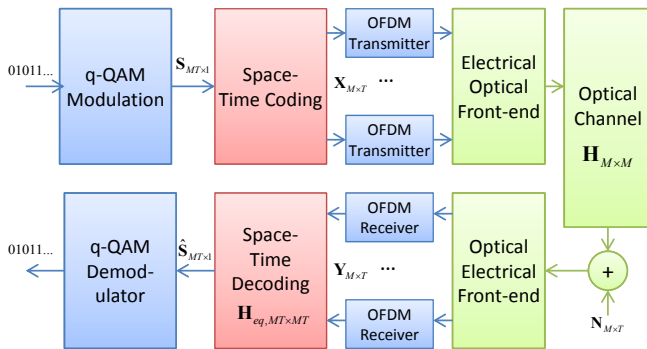 01011...
q-QAM
Modulation
S_{MT×1}
Space-
Time Coding
OFDM
Transmitter
X_{M×T} ...
OFDM
Transmitter
Electrical
Optical
Front-end
Optical
Channel
H_{M×M}
01011...
q-QAM
Demod-
ulator
Ŝ_{MT×1}
Space-
Time
Decoding
H_{eq,MT×MT}
OFDM
Receiver
Y_{M×T} ...
OFDM
Receiver
Optical
Electrical
Front-end
+
N_{M×T}